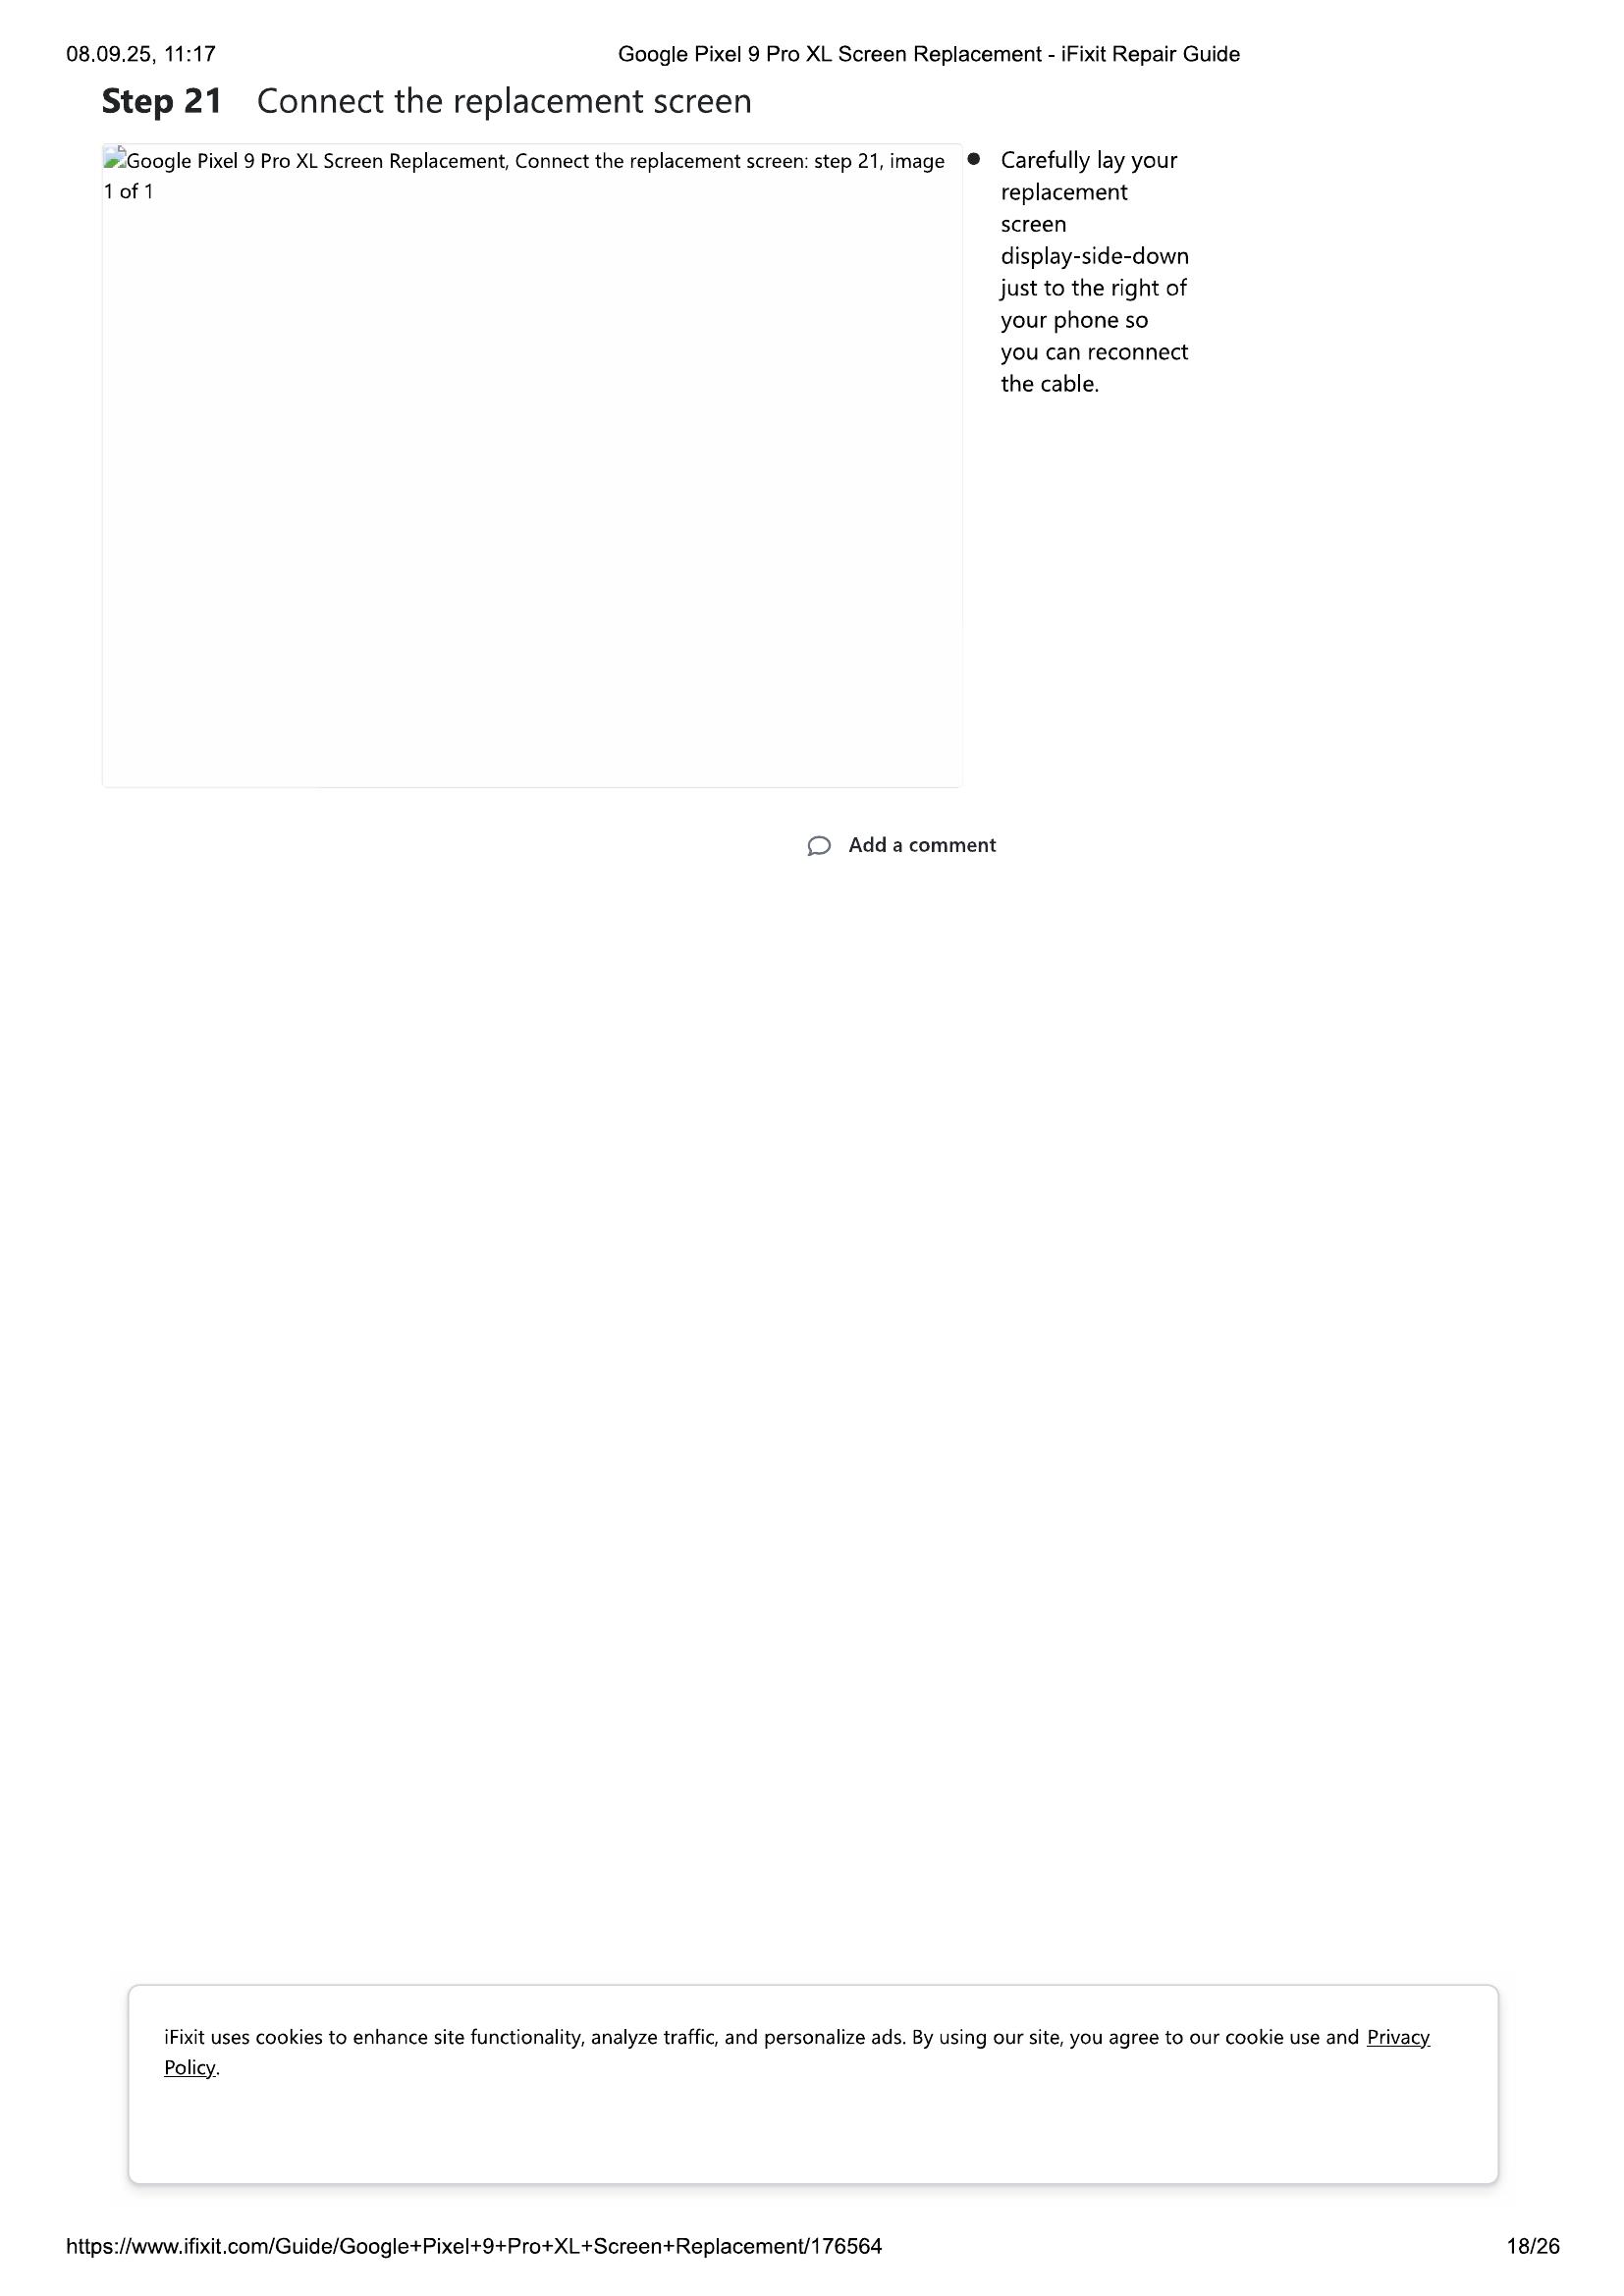 08.09.25, 11:17
Google Pixel 9 Pro XL Screen Replacement - iFixit Repair Guide
Step 21 Connect the replacement screen
Google Pixel 9 Pro XL Screen Replacement, Connect the replacement screen: step 21, image
1 of 1
Carefully lay your
replacement
screen
display-side-down
just to the right of
your phone so
you can reconnect
the cable.
Add a comment
iFixit uses cookies to enhance site functionality, analyze traffic, and personalize ads. By using our site, you agree to our cookie use and Privacy
Policy.
https://www.ifixit.com/Guide/Google+Pixel+9+Pro+XL+Screen+Replacement/176564
18/26